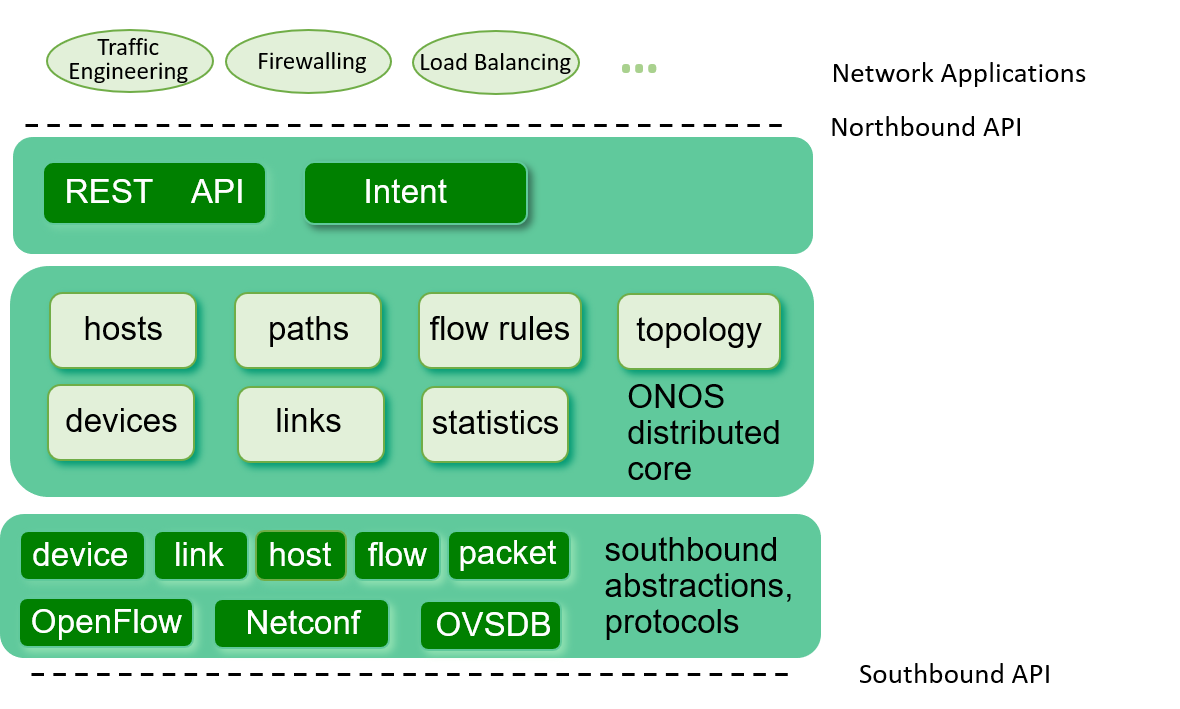 Traffic
Engineering
Firewalling
Load Balancing
...
Network Applications
Northbound API
REST API
Intent
hosts
paths
flow rules
topology
devices
links
statistics
ONOS
distributed
core
device
link
host
flow
packet
southbound
abstractions,
protocols
OpenFlow
Netconf
OVSDB
Southbound API